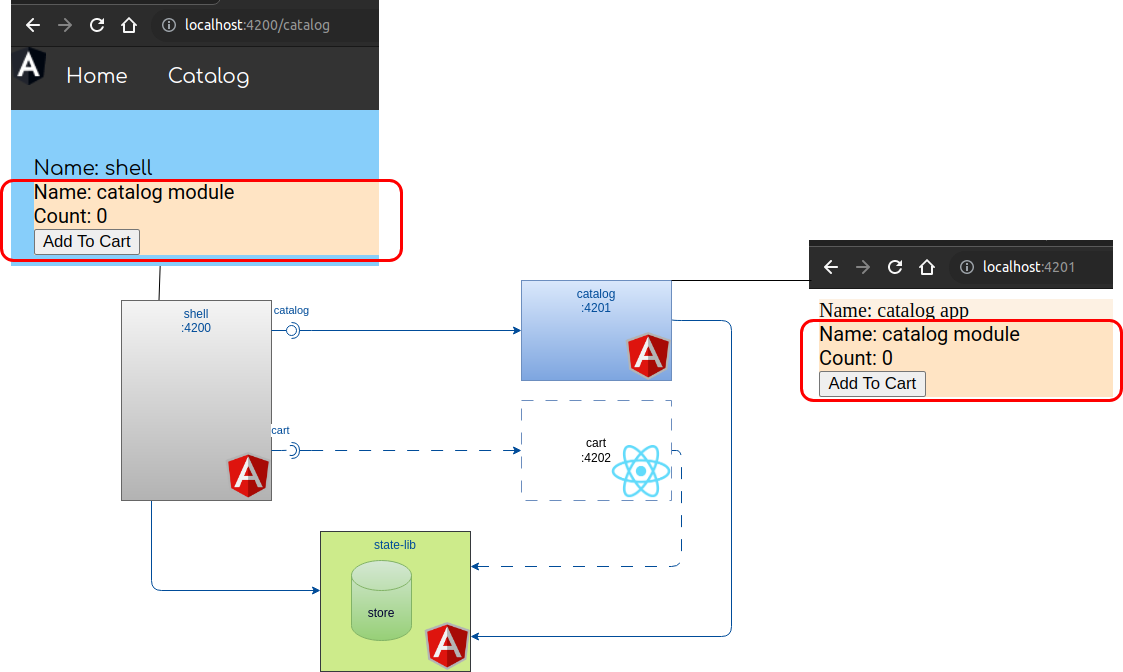 localhost:4200/catalog
Home Catalog
Name: shell
Name: catalog module
Count: 0
Add To Cart
localhost:4201
Name: catalog app
Name: catalog module
Count: 0
Add To Cart
shell
:4200
catalog
catalog
:4201
cart
cart
:4202
state-lib
store